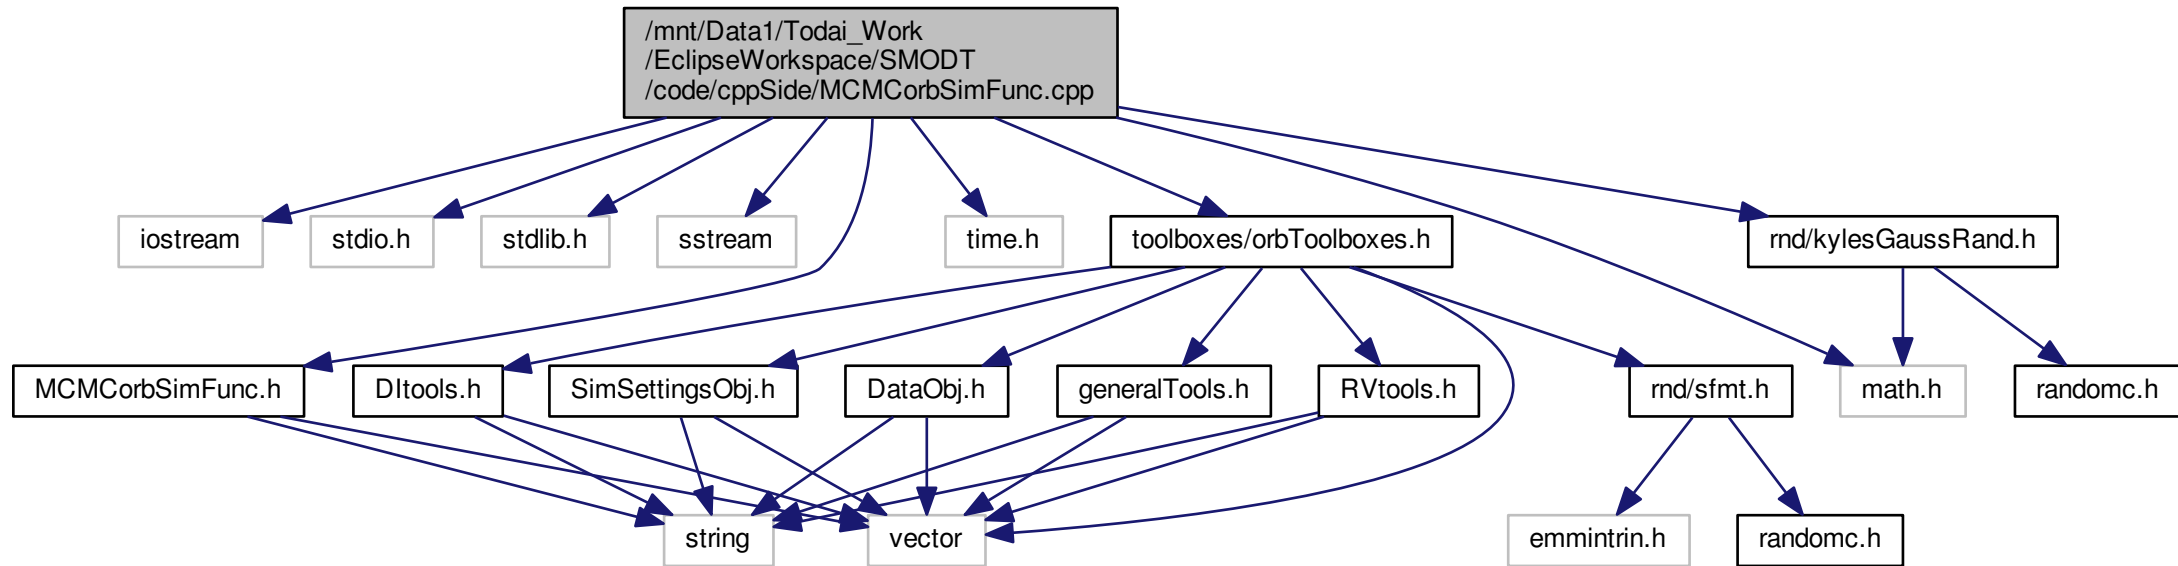 /mnt/Data1/Todai_Work
/EclipseWorkspace/SMODT
/code/cppSide/MCMCorbSimFunc.cpp
iostream
stdio.h
stdlib.h
sstream
time.h
toolboxes/orbToolboxes.h
rnd/kylesGaussRand.h
MCMCorbSimFunc.h
DItools.h
SimSettingsObj.h
DataObj.h
generalTools.h
RVtools.h
rnd/sfmt.h
math.h
randomc.h
string
vector
emmintrin.h
randomc.h